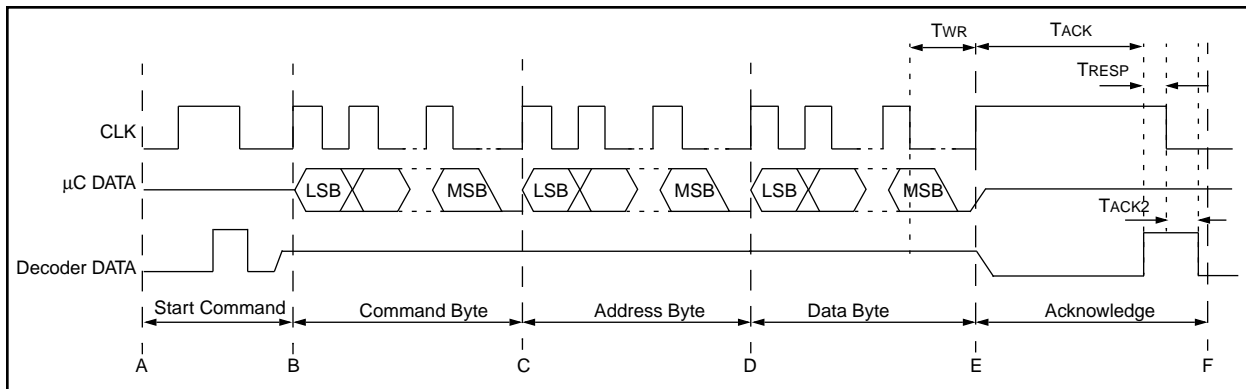 TWR
TACK
TRESP
CLK
µC DATA
LSB
MSB
LSB
MSB
LSB
MSB
TACK2
Decoder DATA
Start Command
Command Byte
Address Byte
Data Byte
Acknowledge
A
B
C
D
E
F